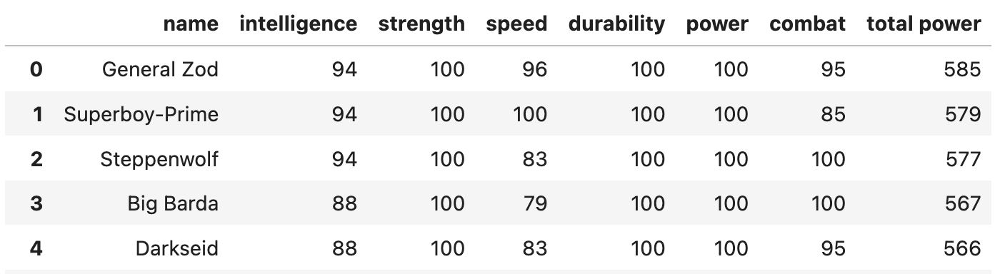 name intelligence strength speed durability power combat total power
0 General Zod 94 100 96 100 100 95 585
1 Superboy-Prime 94 100 100 100 100 85 579
2 Steppenwolf 94 100 83 100 100 100 577
3 Big Barda 88 100 79 100 100 100 567
4 Darkseid 88 100 83 100 100 95 566